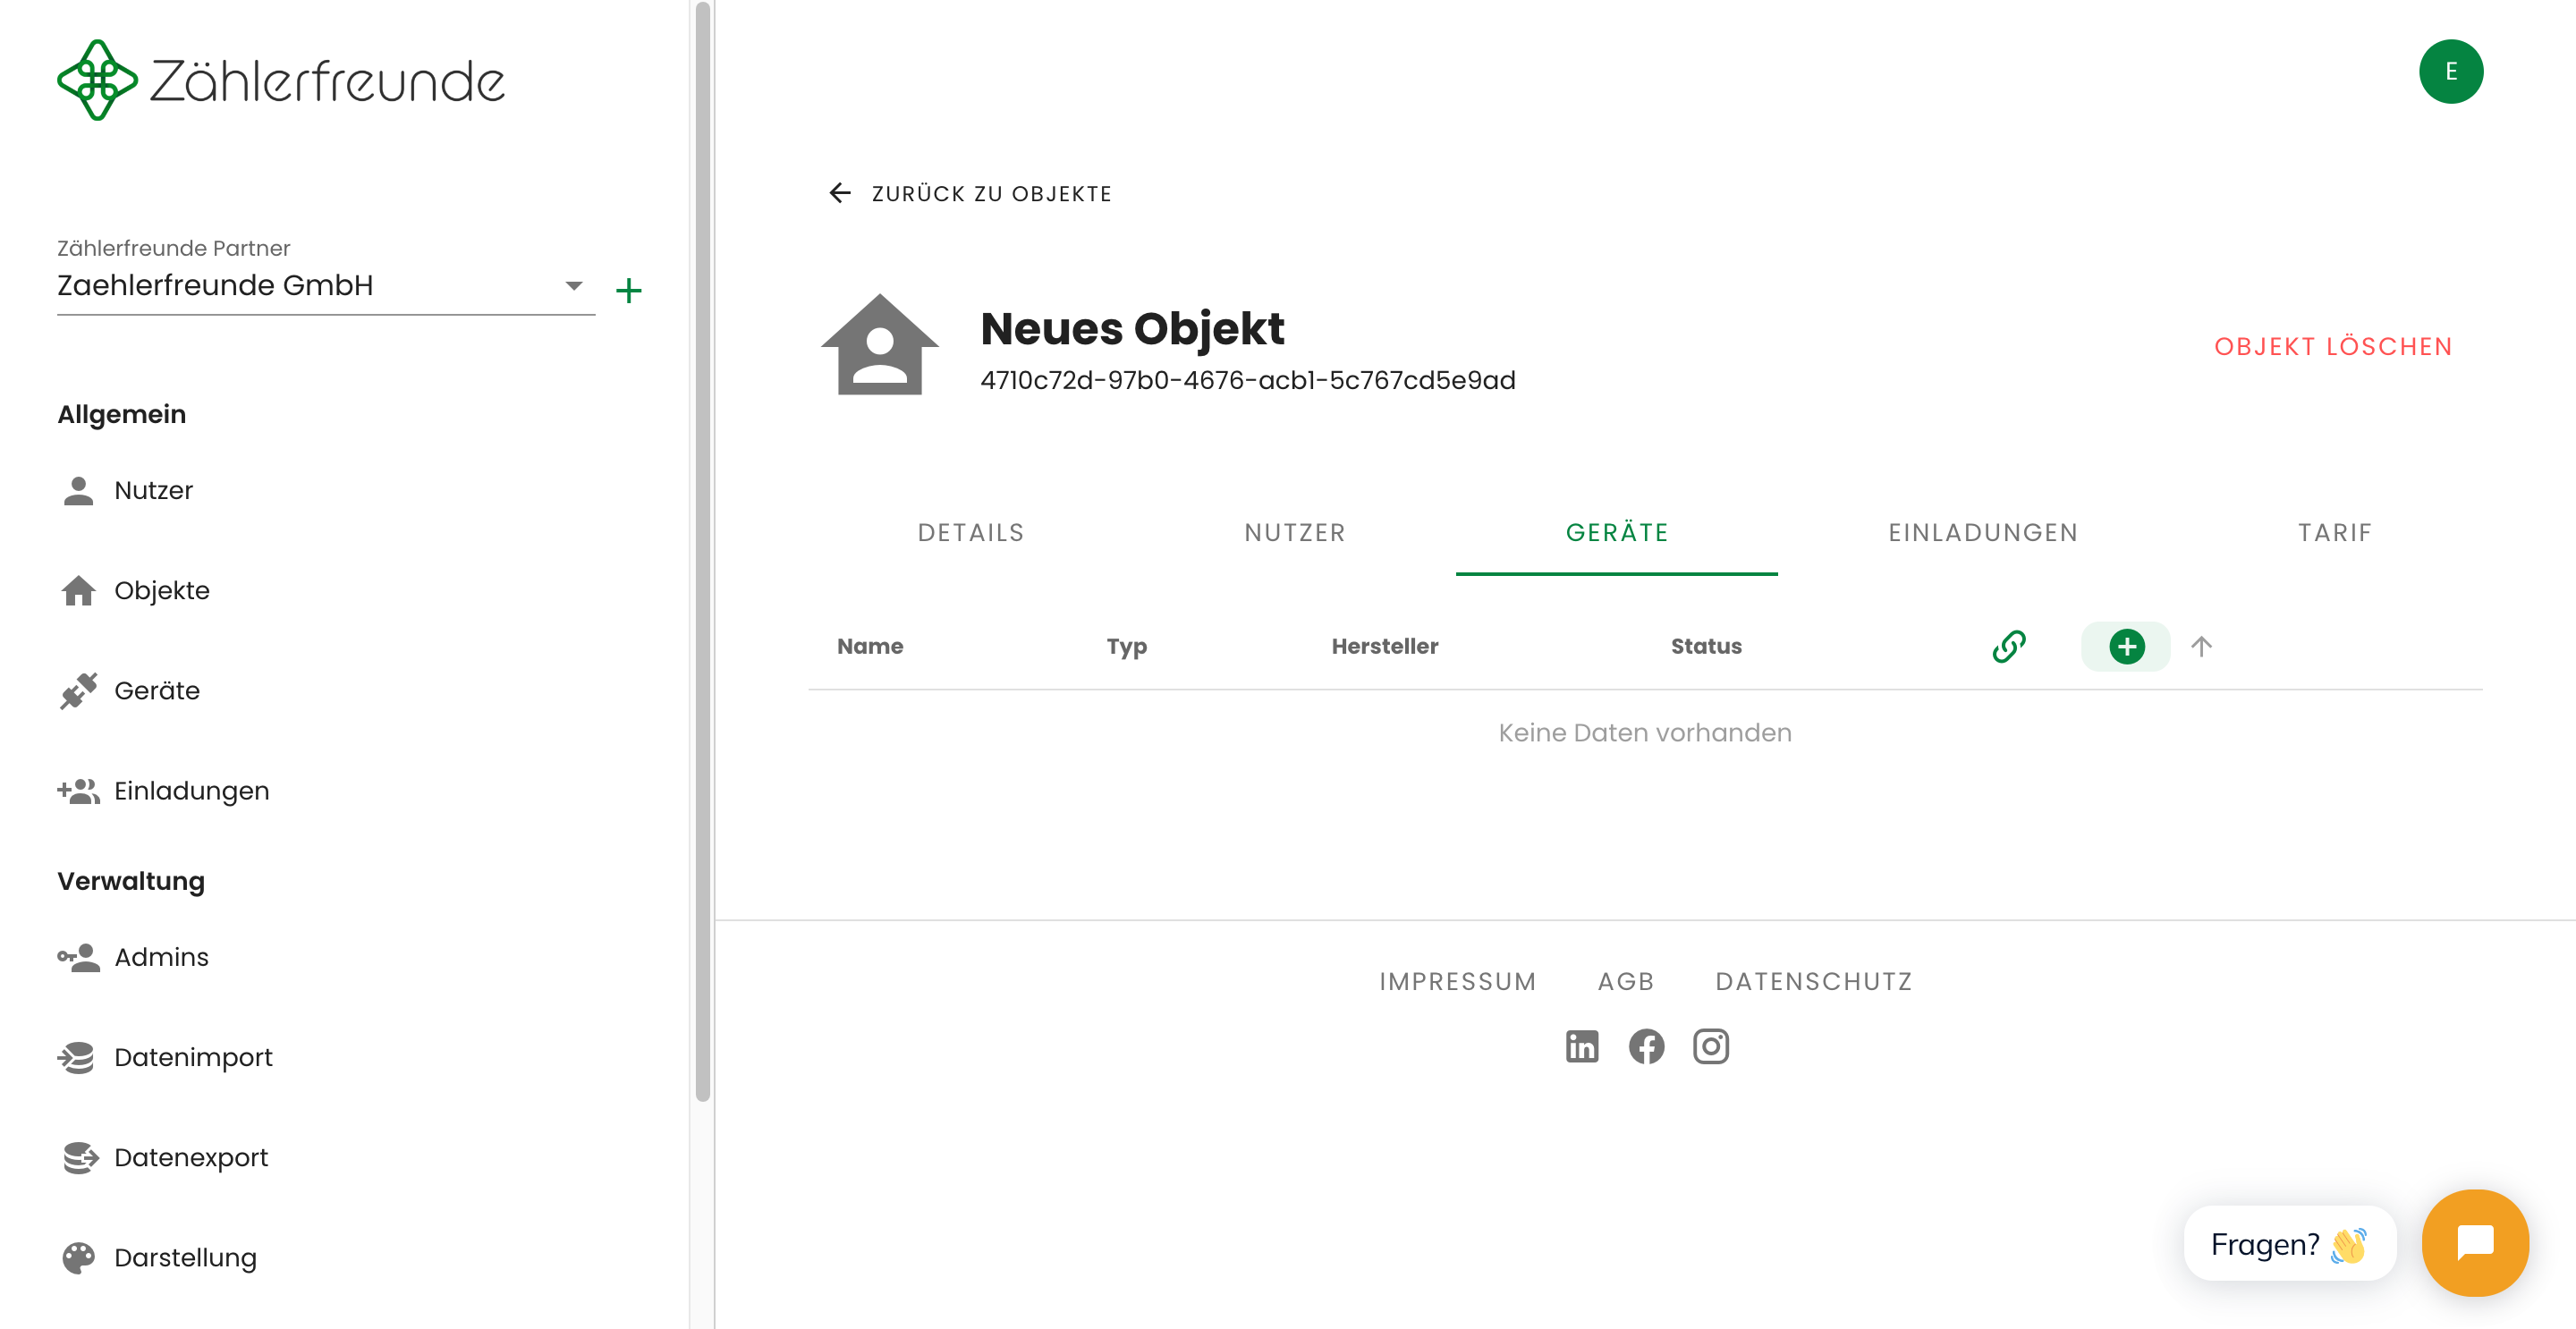 Zählerfreunde
Zählerfreunde Partner
Zaehlerfreunde GmbH
Allgemein
Nutzer
Objekte
Geräte
Einladungen
Verwaltung
Admins
Datenimport
Datenexport
Darstellung
E
ZURÜCK ZU OBJEKTE
Neues Objekt
4710c72d-97b0-4676-acb1-5c767cd5e9ad
OBJEKT LÖSCHEN
DETAILS NUTZER GERÄTE EINLADUNGEN TARIF
Name Typ Hersteller Status
Keine Daten vorhanden
IMPRESSUM AGB DATENSCHUTZ
Fragen? 👋